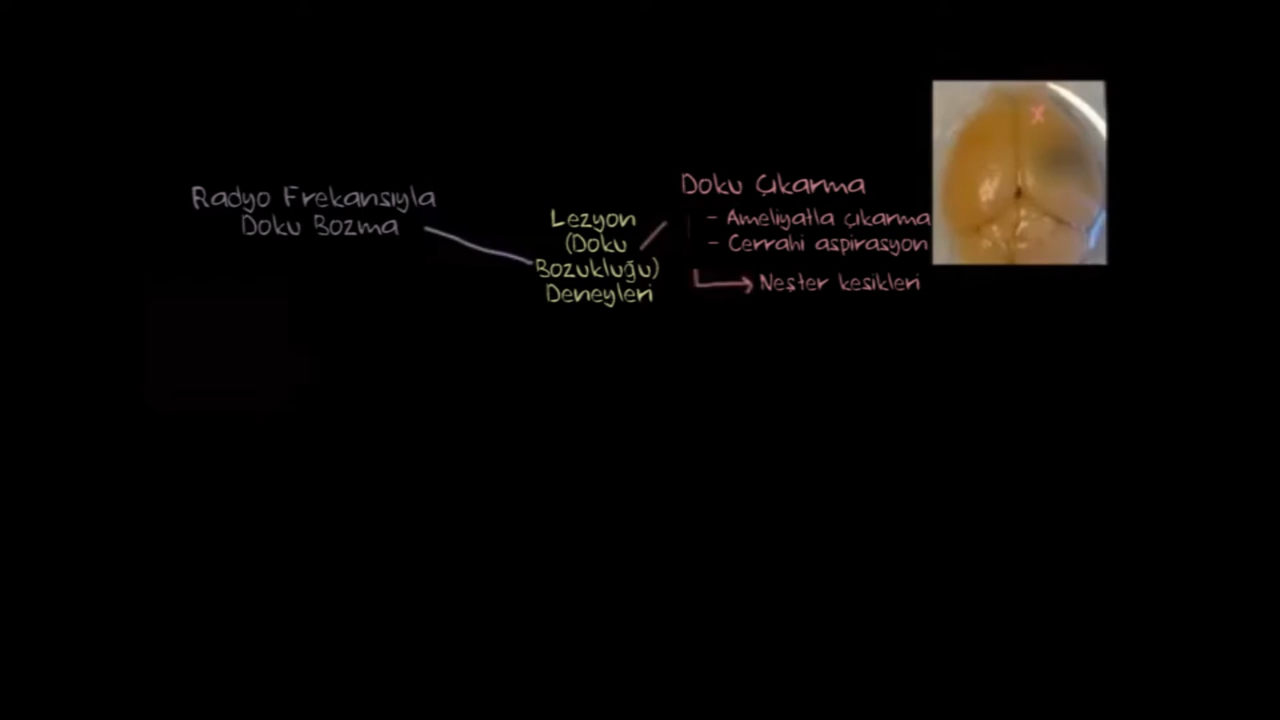 Radyo Frekansıyla
Doku Bozma
Lezyon
(Doku
Bozukluğu)
Deneyleri
Doku Çıkarma
- Ameliyatla çıkarma
- Cerrahi aspirasyon
Neşter kesikleri
x